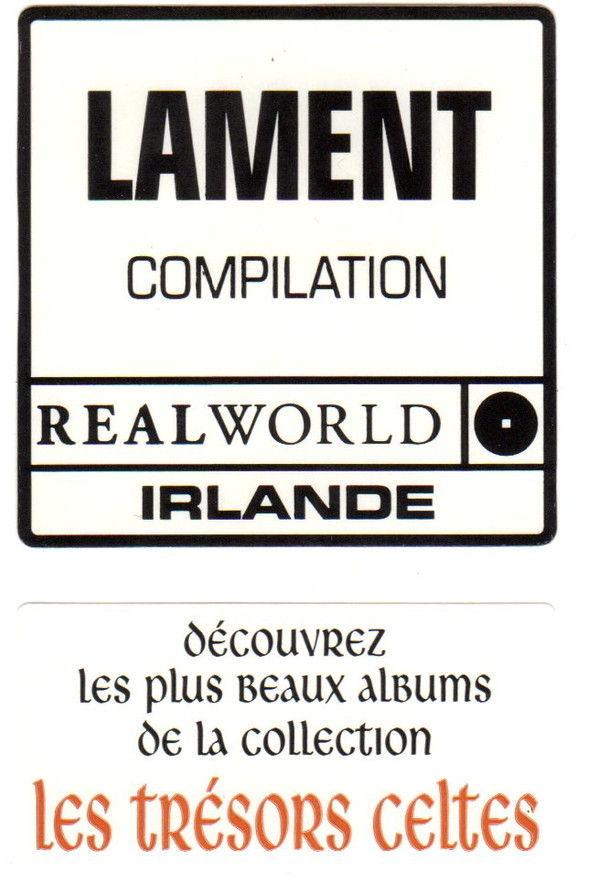 LAMENT
COMPILATION
REALWORLD
IRLANDE
découvrez
les plus beaux albums
de la collection
les trésors celtes